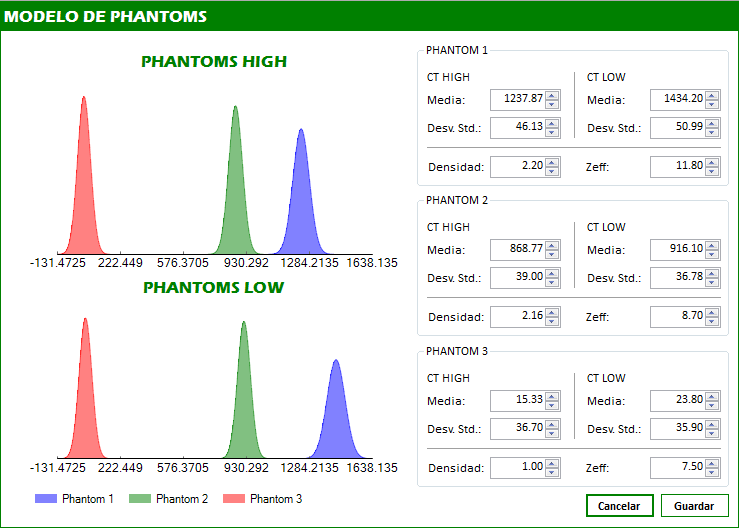 MODELO DE PHANTOMS
PHANTOMS HIGH
-131.4725 222.449 576.3705 930.292 1284.2135 1638.135
PHANTOMS LOW
-131.4725 222.449 576.3705 930.292 1284.2135 1638.135
Phantom 1 Phantom 2 Phantom 3
PHANTOM 1
CT HIGH CT LOW
Media: 1237.87 Media: 1434.20
Desv. Std.: 46.13 Desv. Std.: 50.99
Densidad: 2.20 Zeff: 11.80
PHANTOM 2
CT HIGH CT LOW
Media: 868.77 Media: 916.10
Desv. Std.: 39.00 Desv. Std.: 36.78
Densidad: 2.16 Zeff: 8.70
PHANTOM 3
CT HIGH CT LOW
Media: 15.33 Media: 23.80
Desv. Std.: 36.70 Desv. Std.: 35.90
Densidad: 1.00 Zeff: 7.50
Cancelar Guardar